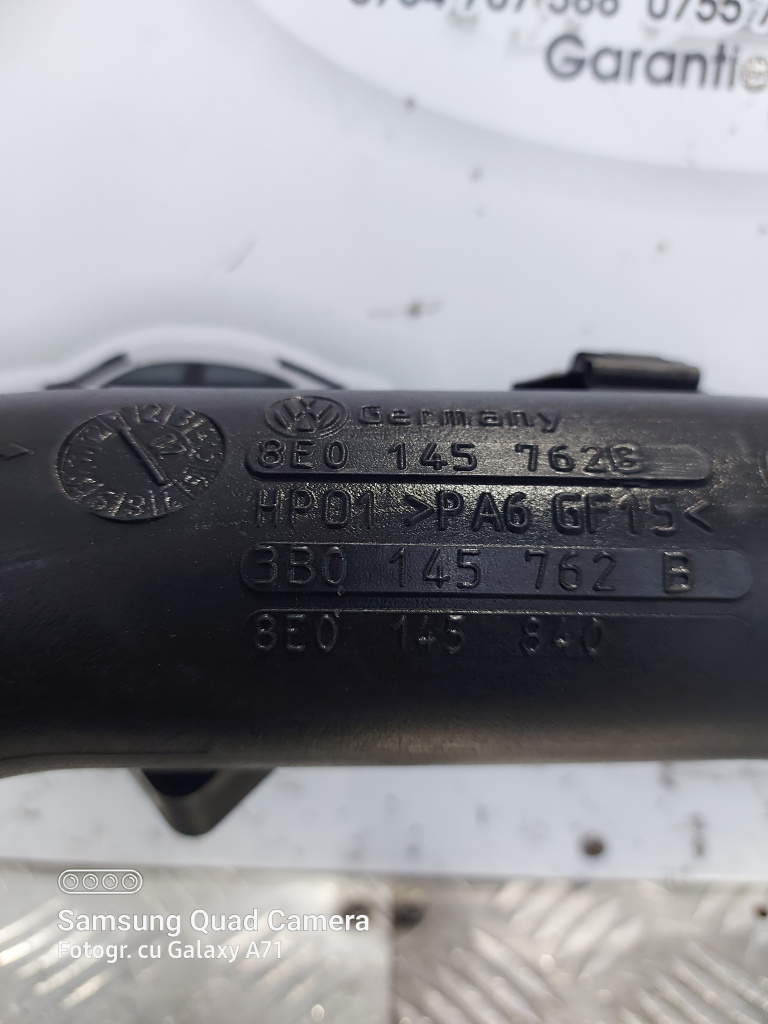 Garantie
Germany
8E0 145 762
HP01 >PA6 GF15<
3B0 145 762 B
8E0 145 840
Samsung Quad Camera
Fotogr. cu Galaxy A71